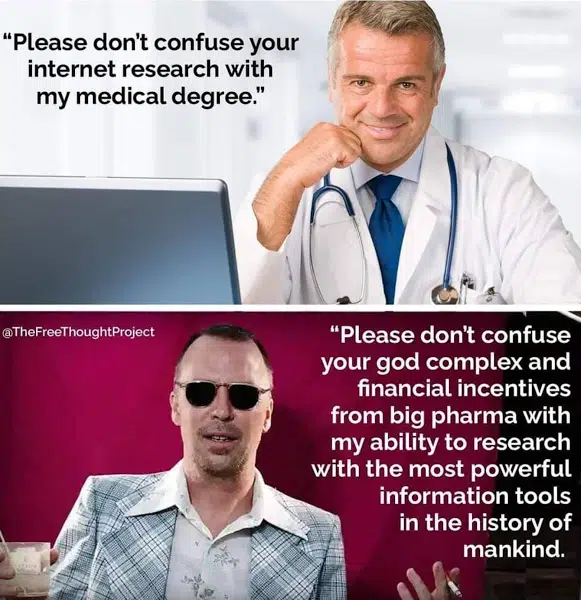 “Please don’t confuse your
internet research with
my medical degree.”
@TheFreeThoughtProject
“Please don’t confuse
your god complex and
financial incentives
from big pharma with
my ability to research
with the most powerful
information tools
in the history of
mankind.